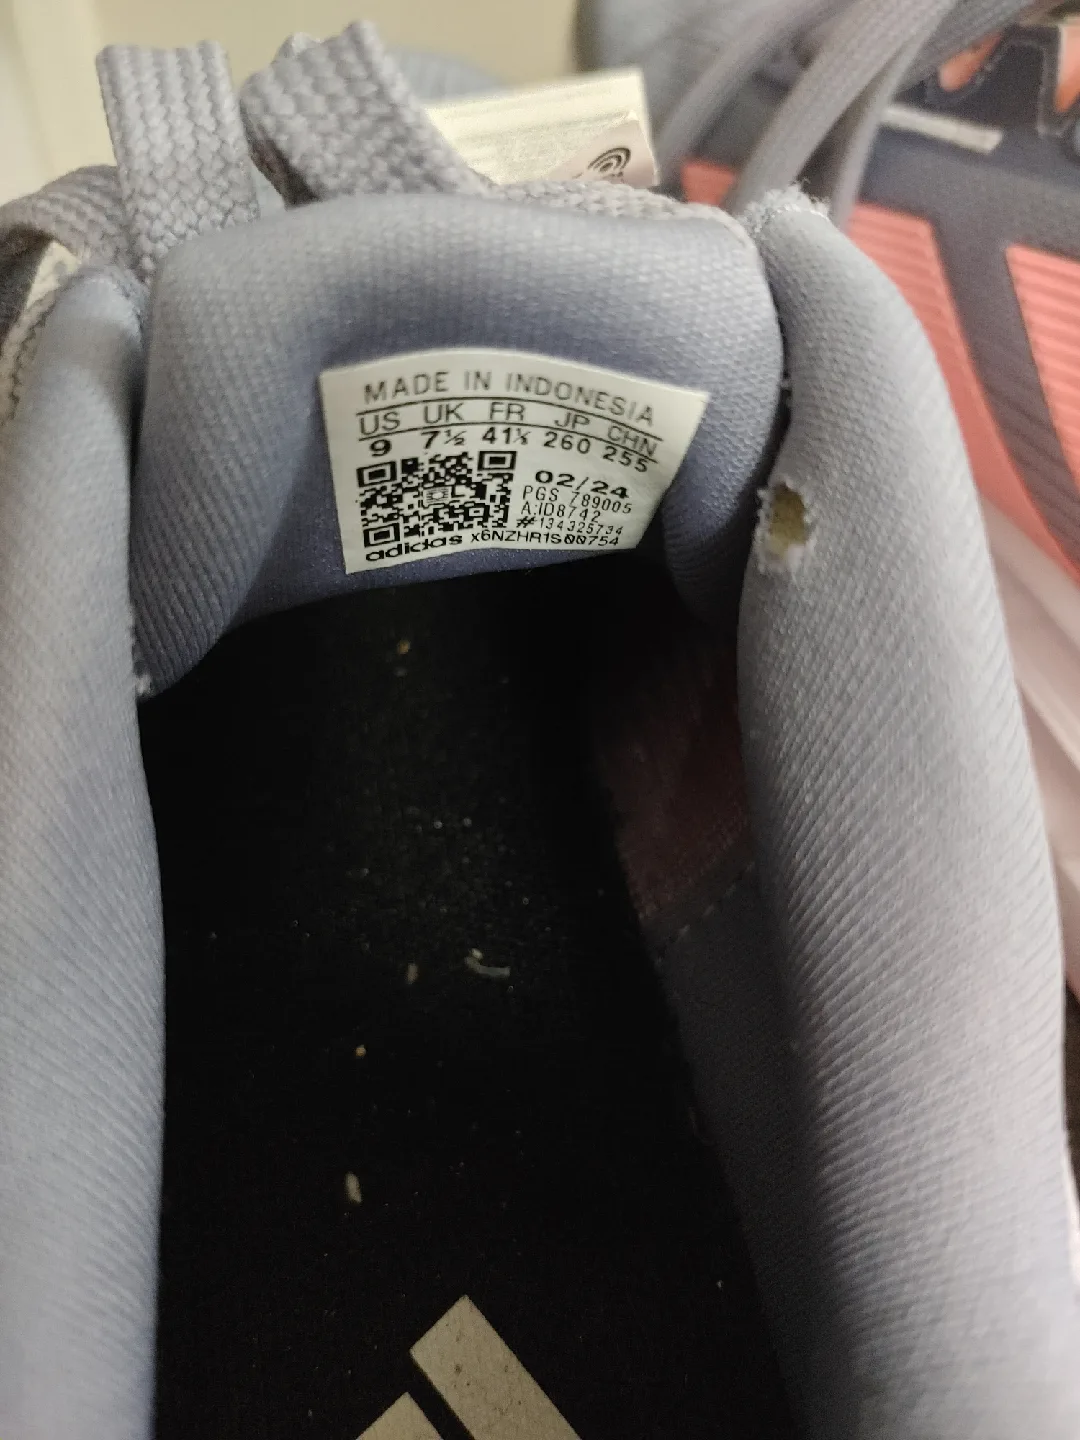 MADE IN INDONESIA
US UK FR JP CHN
9 7½ 41⅓ 260 255
02/24
PGS 789005
A:ID8742
#134325734
adidas x6NZHR1S00754